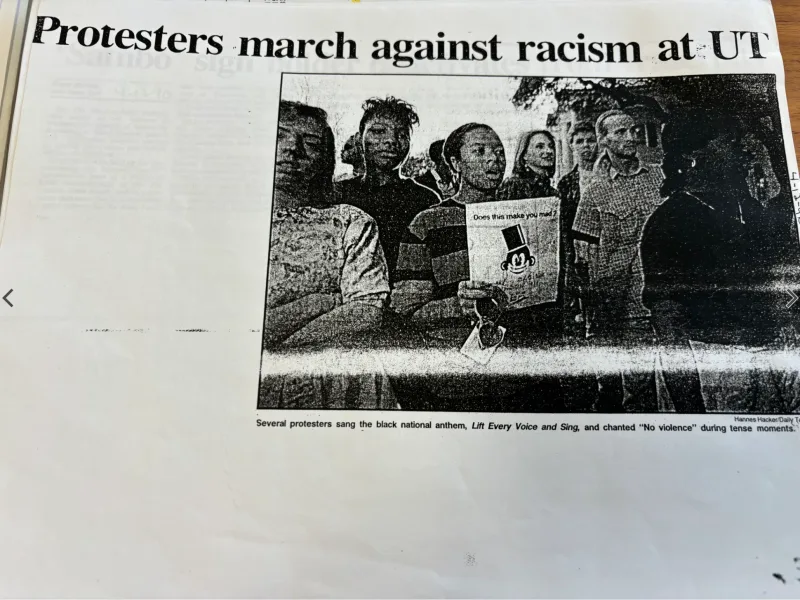 Protesters march against racism at UT
Does this make you mad?
Hannes Hacker/Daily T
Several protesters sang the black national anthem, Lift Every Voice and Sing, and chanted "No violence" during tense moments.